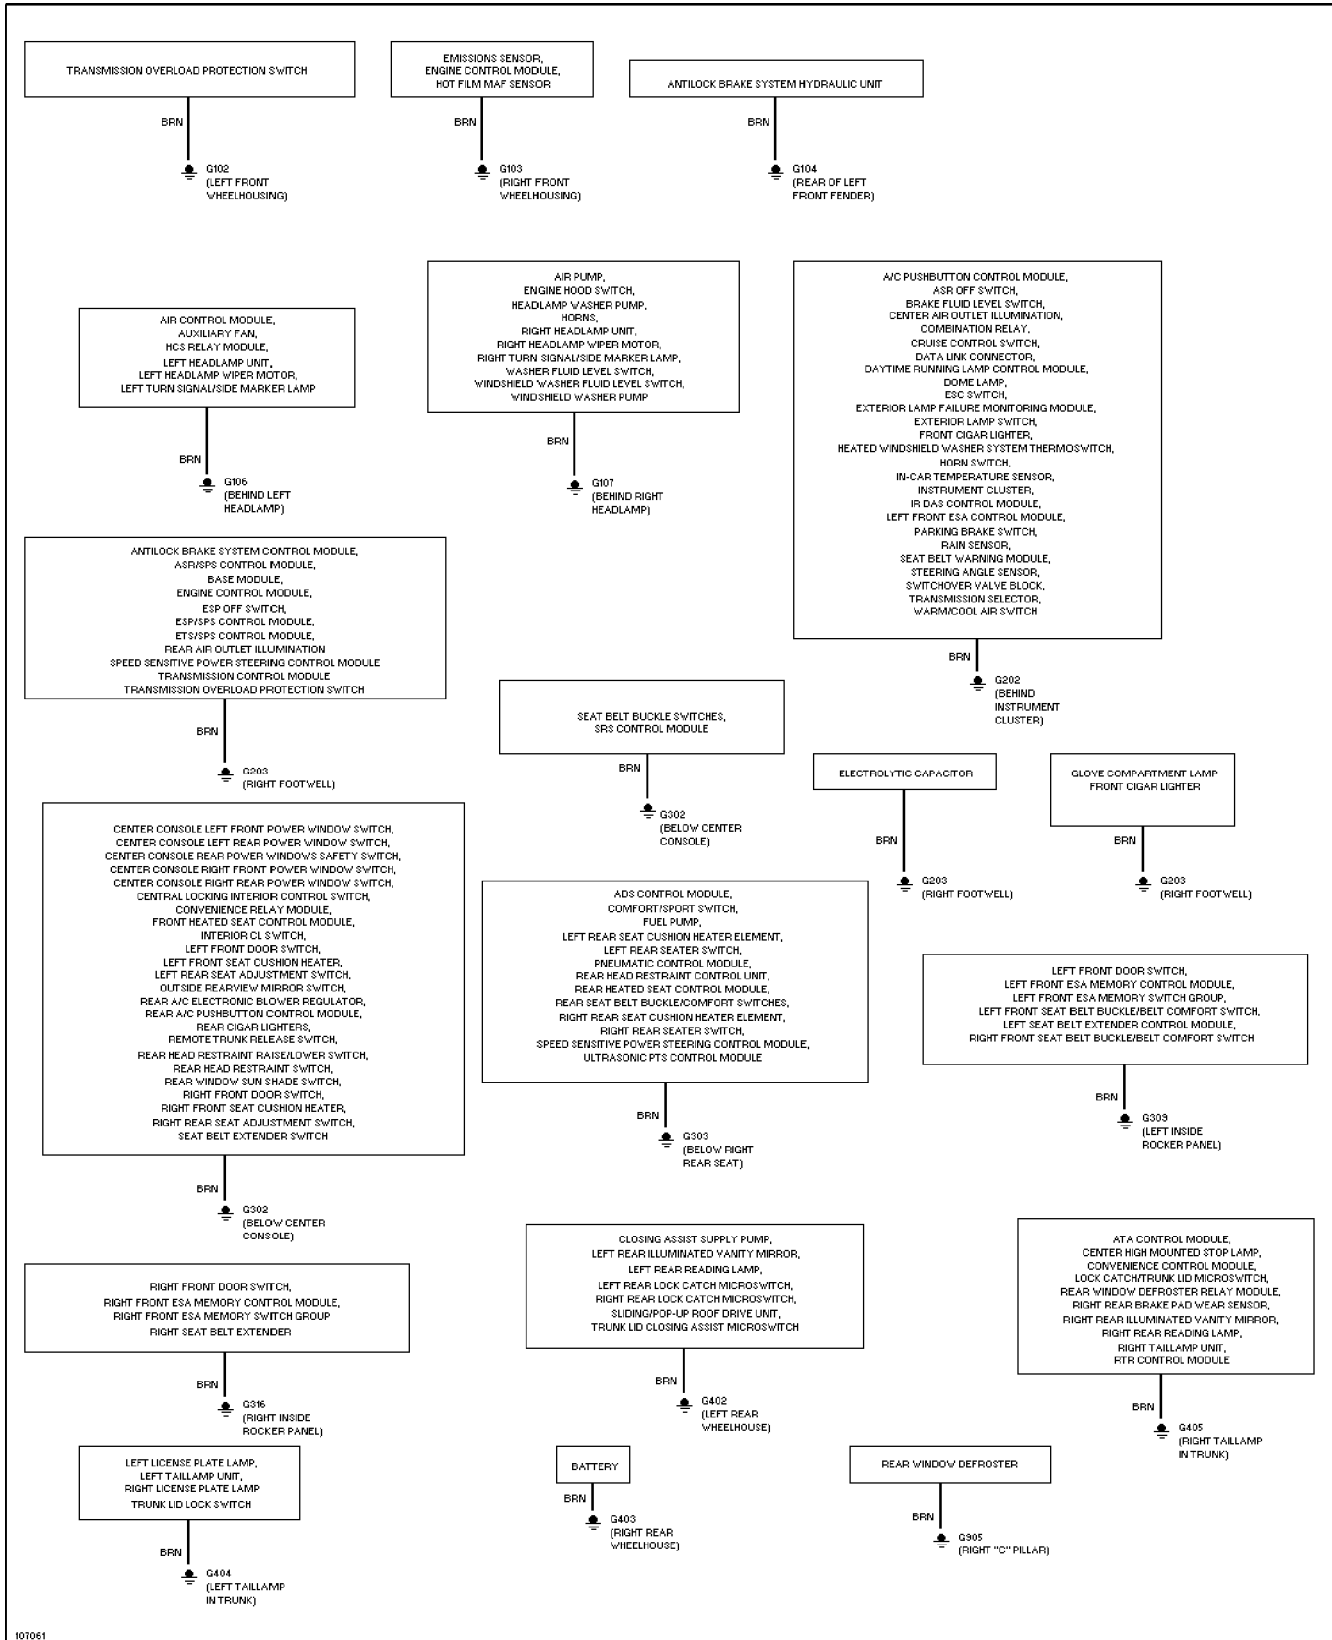 TRANSMISSION OVERLOAD PROTECTION SWITCH
BRN
G102
(LEFT FRONT
WHEELHOUSING)
EMISSIONS SENSOR,
ENGINE CONTROL MODULE,
HOT FILM MAF SENSOR
BRN
G103
(RIGHT FRONT
WHEELHOUSING)
ANTILOCK BRAKE SYSTEM HYDRAULIC UNIT
BRN
G104
(REAR OF LEFT
FRONT FENDER)
AIR CONTROL MODULE,
AUXILIARY FAN,
HCS RELAY MODULE,
LEFT HEADLAMP UNIT,
LEFT HEADLAMP WIPER MOTOR,
LEFT TURN SIGNAL/SIDE MARKER LAMP
BRN
G106
(BEHIND LEFT
HEADLAMP)
AIR PUMP,
ENGINE HOOD SWITCH,
HEADLAMP WASHER PUMP,
HORNS,
RIGHT HEADLAMP UNIT,
RIGHT HEADLAMP WIPER MOTOR,
RIGHT TURN SIGNAL/SIDE MARKER LAMP,
WASHER FLUID LEVEL SWITCH,
WINDSHIELD WASHER FLUID LEVEL SWITCH,
WINDSHIELD WASHER PUMP
BRN
G107
(BEHIND RIGHT
HEADLAMP)
A/C PUSHBUTTON CONTROL MODULE,
ASR OFF SWITCH,
BRAKE FLUID LEVEL SWITCH,
CENTER AIR OUTLET ILLUMINATION,
COMBINATION RELAY,
CRUISE CONTROL SWITCH,
DATA LINK CONNECTOR,
DAYTIME RUNNING LAMP CONTROL MODULE,
DOME LAMP,
ESC SWITCH,
EXTERIOR LAMP FAILURE MONITORING MODULE,
EXTERIOR LAMP SWITCH,
FRONT CIGAR LIGHTER,
HEATED WINDSHIELD WASHER SYSTEM THERMOSWITCH,
HORN SWITCH,
IN-CAR TEMPERATURE SENSOR,
INSTRUMENT CLUSTER,
IR DAS CONTROL MODULE,
LEFT FRONT ESA CONTROL MODULE,
PARKING BRAKE SWITCH,
RAIN SENSOR,
SEAT BELT WARNING MODULE,
STEERING ANGLE SENSOR,
SWITCHOVER VALVE BLOCK,
TRANSMISSION SELECTOR,
WARM/COOL AIR SWITCH
BRN
G202
(BEHIND
INSTRUMENT
CLUSTER)
ANTILOCK BRAKE SYSTEM CONTROL MODULE,
ASR/SPS CONTROL MODULE,
BASE MODULE,
ENGINE CONTROL MODULE,
ESP OFF SWITCH,
ESP/SPS CONTROL MODULE,
ETS/SPS CONTROL MODULE,
REAR AIR OUTLET ILLUMINATION
SPEED SENSITIVE POWER STEERING CONTROL MODULE
TRANSMISSION CONTROL MODULE
TRANSMISSION OVERLOAD PROTECTION SWITCH
BRN
G203
(RIGHT FOOTWELL)
SEAT BELT BUCKLE SWITCHES,
SRS CONTROL MODULE
BRN
G302
(BELOW CENTER
CONSOLE)
ELECTROLYTIC CAPACITOR
BRN
G203
(RIGHT FOOTWELL)
GLOVE COMPARTMENT LAMP
FRONT CIGAR LIGHTER
BRN
G203
(RIGHT FOOTWELL)
CENTER CONSOLE LEFT FRONT POWER WINDOW SWITCH,
CENTER CONSOLE LEFT REAR POWER WINDOW SWITCH,
CENTER CONSOLE REAR POWER WINDOWS SAFETY SWITCH,
CENTER CONSOLE RIGHT FRONT POWER WINDOW SWITCH,
CENTER CONSOLE RIGHT REAR POWER WINDOW SWITCH,
CENTRAL LOCKING INTERIOR CONTROL SWITCH,
CONVENIENCE RELAY MODULE,
FRONT HEATED SEAT CONTROL MODULE,
INTERIOR CL SWITCH,
LEFT FRONT DOOR SWITCH,
LEFT FRONT SEAT CUSHION HEATER,
LEFT REAR SEAT ADJUSTMENT SWITCH,
OUTSIDE REARVIEW MIRROR SWITCH,
REAR A/C ELECTRONIC BLOWER REGULATOR,
REAR A/C PUSHBUTTON CONTROL MODULE,
REAR CIGAR LIGHTERS,
REMOTE TRUNK RELEASE SWITCH,
REAR HEAD RESTRAINT RAISE/LOWER SWITCH,
REAR HEAD RESTRAINT SWITCH,
REAR WINDOW SUN SHADE SWITCH,
RIGHT FRONT DOOR SWITCH,
RIGHT FRONT SEAT CUSHION HEATER,
RIGHT REAR SEAT ADJUSTMENT SWITCH,
SEAT BELT EXTENDER SWITCH
BRN
G302
(BELOW CENTER
CONSOLE)
ADS CONTROL MODULE,
COMFORT/SPORT SWITCH,
FUEL PUMP,
LEFT REAR SEAT CUSHION HEATER ELEMENT,
LEFT REAR SEATER SWITCH,
PNEUMATIC CONTROL MODULE,
REAR HEAD RESTRAINT CONTROL UNIT,
REAR HEATED SEAT CONTROL MODULE,
REAR SEAT BELT BUCKLE/COMFORT SWITCHES,
RIGHT REAR SEAT CUSHION HEATER ELEMENT,
RIGHT REAR SEATER SWITCH,
SPEED SENSITIVE POWER STEERING CONTROL MODULE,
ULTRASONIC PTS CONTROL MODULE
BRN
G303
(BELOW RIGHT
REAR SEAT)
LEFT FRONT DOOR SWITCH,
LEFT FRONT ESA MEMORY CONTROL MODULE,
LEFT FRONT ESA MEMORY SWITCH GROUP,
LEFT FRONT SEAT BELT BUCKLE/BELT COMFORT SWITCH,
LEFT SEAT BELT EXTENDER CONTROL MODULE,
RIGHT FRONT SEAT BELT BUCKLE/BELT COMFORT SWITCH
BRN
G309
(LEFT INSIDE
ROCKER PANEL)
RIGHT FRONT DOOR SWITCH,
RIGHT FRONT ESA MEMORY CONTROL MODULE,
RIGHT FRONT ESA MEMORY SWITCH GROUP
RIGHT SEAT BELT EXTENDER
BRN
G316
(RIGHT INSIDE
ROCKER PANEL)
CLOSING ASSIST SUPPLY PUMP,
LEFT REAR ILLUMINATED VANITY MIRROR,
LEFT REAR READING LAMP,
LEFT REAR LOCK CATCH MICROSWITCH,
RIGHT REAR LOCK CATCH MICROSWITCH,
SLIDING/POP-UP ROOF DRIVE UNIT,
TRUNK LID CLOSING ASSIST MICROSWITCH
BRN
G402
(LEFT REAR
WHEELHOUSE)
ATA CONTROL MODULE,
CENTER HIGH MOUNTED STOP LAMP,
CONVENIENCE CONTROL MODULE,
LOCK CATCH/TRUNK LID MICROSWITCH,
REAR WINDOW DEFROSTER RELAY MODULE,
RIGHT REAR BRAKE PAD WEAR SENSOR,
RIGHT REAR ILLUMINATED VANITY MIRROR,
RIGHT REAR READING LAMP,
RIGHT TAILLAMP UNIT,
RTR CONTROL MODULE
BRN
G405
(RIGHT TAILLAMP
IN TRUNK)
LEFT LICENSE PLATE LAMP,
LEFT TAILLAMP UNIT,
RIGHT LICENSE PLATE LAMP
TRUNK LID LOCK SWITCH
BRN
G404
(LEFT TAILLAMP
IN TRUNK)
BATTERY
BRN
G403
(RIGHT REAR
WHEELHOUSE)
REAR WINDOW DEFROSTER
BRN
G905
(RIGHT "C" PILLAR)
107061